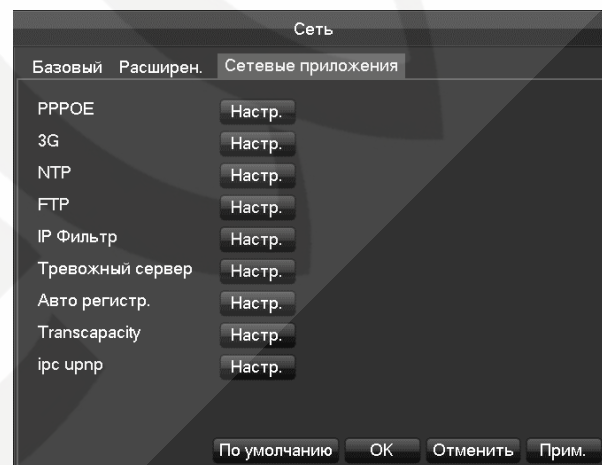 Сеть
Базовый Расширен. Сетевые приложения
PPPOE Настр.
3G Настр.
NTP Настр.
FTP Настр.
IP Фильтр Настр.
Тревожный сервер Настр.
Авто регистр. Настр.
Transcapacity Настр.
ipc upnp Настр.
По умолчанию OK Отменить Прим.